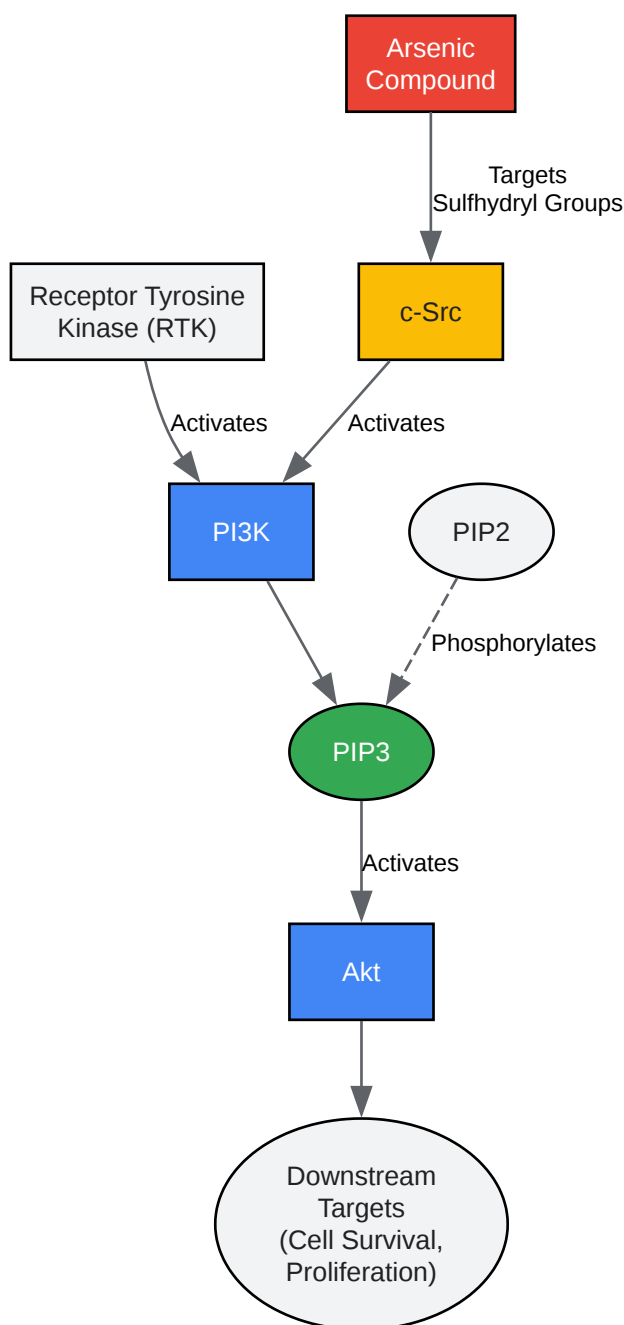 Arsenic
Compound
Targets
Sulfhydryl Groups
Receptor Tyrosine
Kinase (RTK)
c-Src
Activates
Activates
PI3K
PIP2
Phosphorylates
PIP3
Activates
Akt
Downstream
Targets
(Cell Survival,
Proliferation)